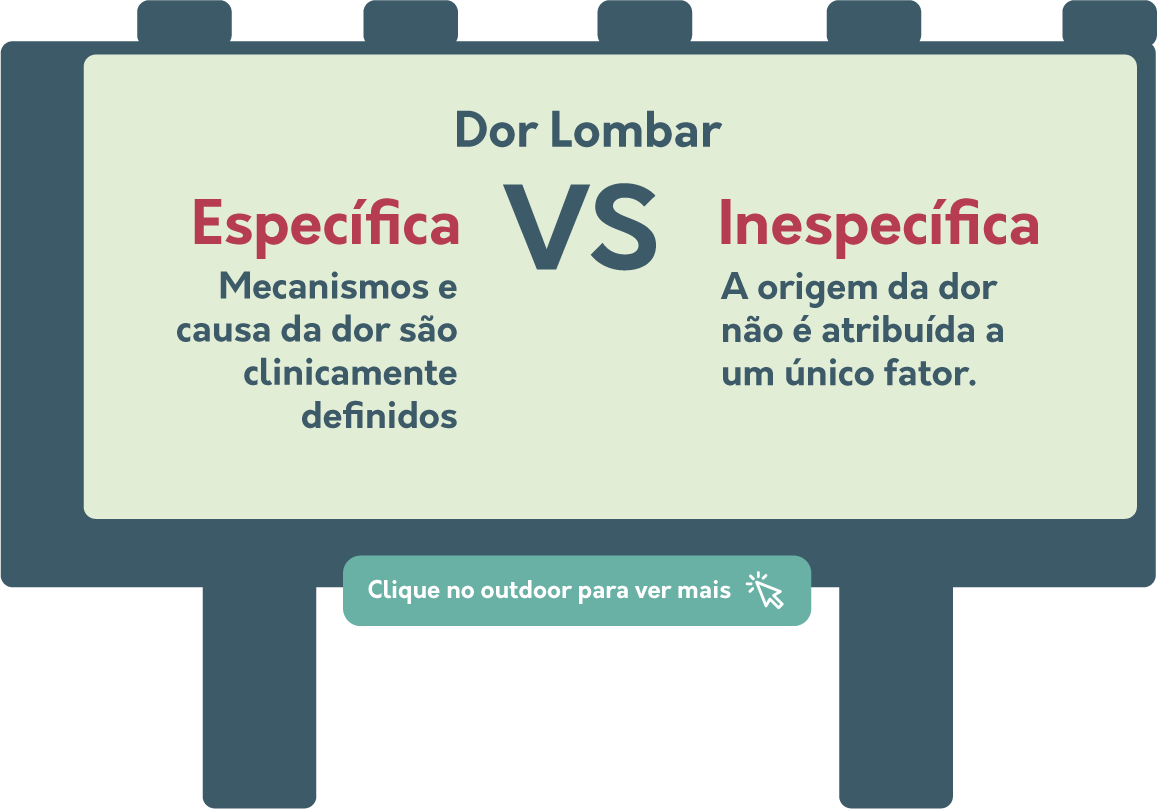 Dor Lombar
VS
Específica
Mecanismos e
causa da dor são
clinicamente
definidos
Inespecífica
A origem da dor
não é atribuída a
um único fator.
Clique no outdoor para ver mais